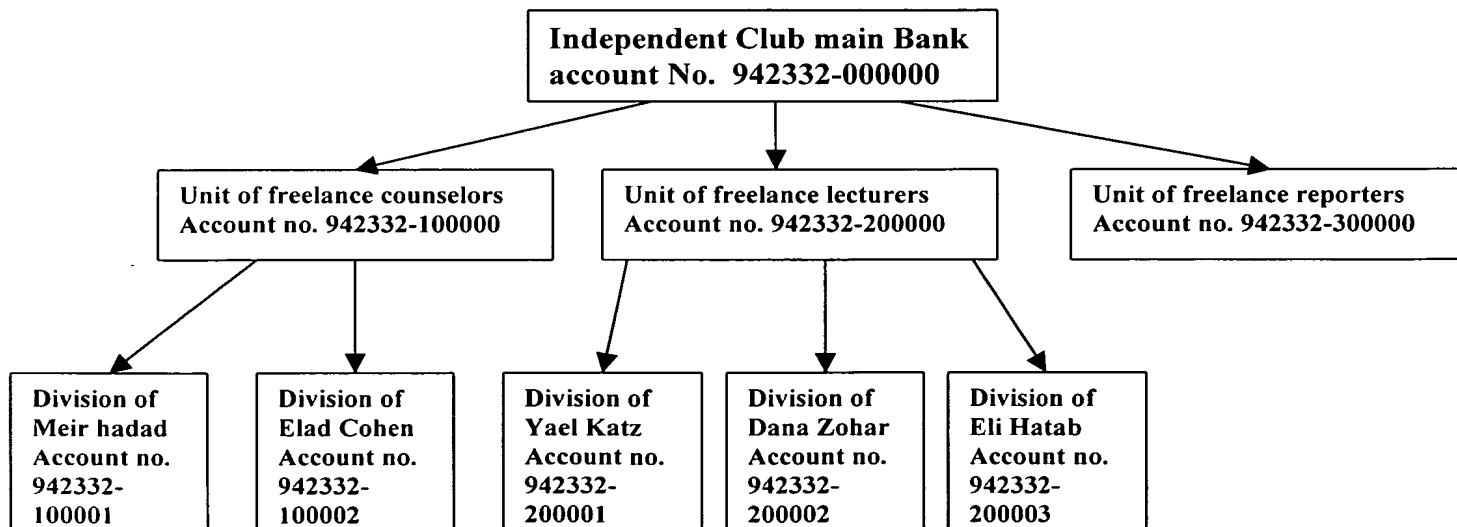 Independent Club main Bank
account No. 942332-000000
Unit of freelance counselors
Account no. 942332-100000
Unit of freelance lecturers
Account no. 942332-200000
Unit of freelance reporters
Account no. 942332-300000
Division of
Meir hadad
Account no.
942332-
100001
Division of
Elad Cohen
Account no.
942332-
100002
Division of
Yael Katz
Account no.
942332-
200001
Division of
Dana Zohar
Account no.
942332-
200002
Division of
Eli Hatab
Account no.
942332-
200003